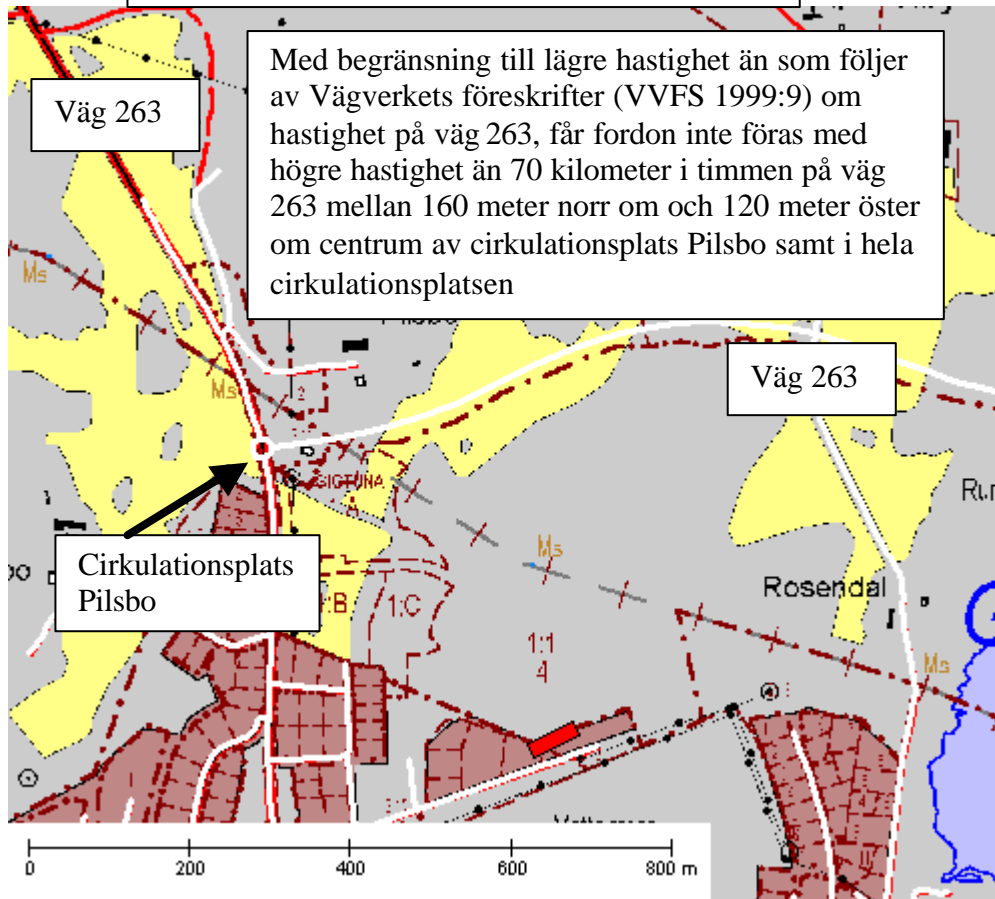 Med begränsning till lägre hastighet än som följer
av Vägverkets föreskrifter (VVFS 1999:9) om
hastighet på väg 263, får fordon inte föras med
högre hastighet än 70 kilometer i timmen på väg
263 mellan 160 meter norr om och 120 meter öster
om centrum av cirkulationsplats Pilsbo samt i hela
cirkulationsplatsen
Väg 263
Ms
Väg 263
Ms
2
SIGTUNA
Ms
Cirkulationsplats
Pilsbo
Rosendal
:B
1:C
1:1
4
Ms
0
200
400
600
800 m